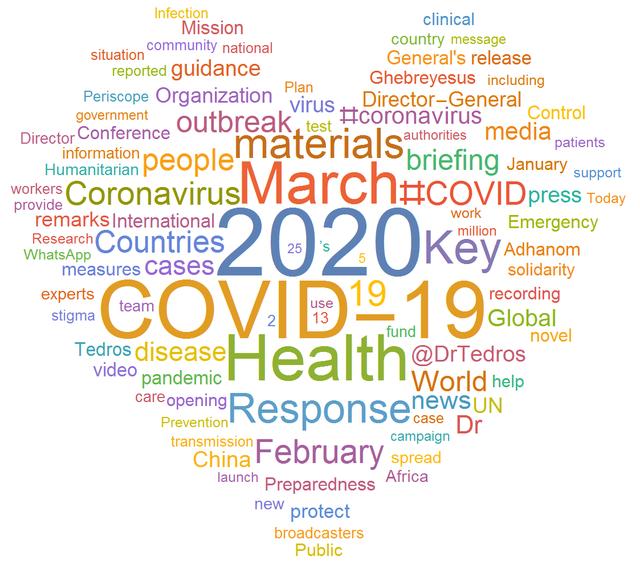 Infection
clinical
Mission
country message
community national
situation
General's release
reported guidance
Ghebreyesus including
Plan
Periscope Organization virus Director-General
government #coronavirus Control
outbreak test
Director Conference materials authorities media patients
information people briefing January
Humanitarian support
workers Coronavirus March #COVID press Today
provide
remarks International work Emergency
million
Research Countries 2020 Key Adhanom
25 's 5
WhatsApp
measures cases solidarity
experts COVID-19 19 recording
team 2 use 13
stigma Global
fund novel
Tedros disease Health @DrTedros
video pandemic World help
care opening Response news UN
Prevention case Dr
transmission campaign
China February spread
launch Preparedness Africa
new protect
broadcasters
Public